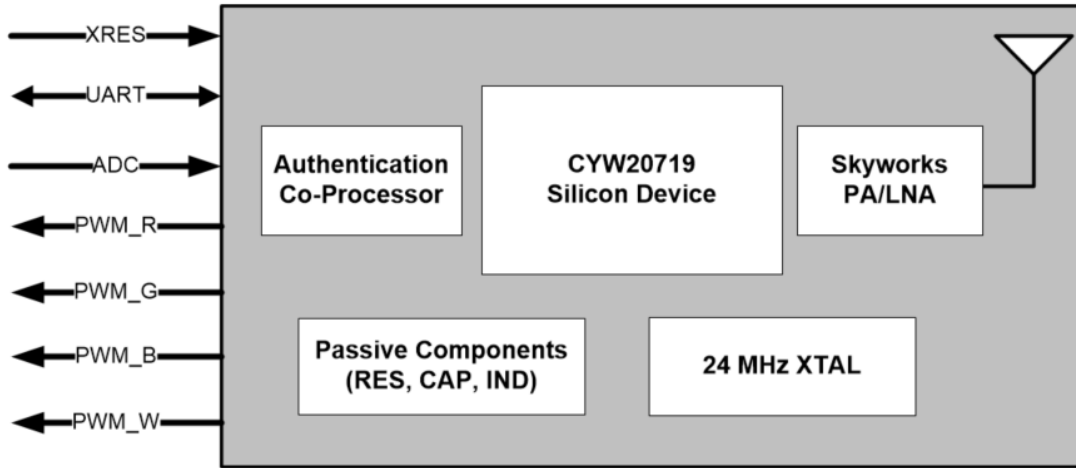 XRES
UART
ADC
PWM_R
PWM_G
PWM_B
PWM_W
Authentication
Co-Processor
CYW20719
Silicon Device
Skyworks
PA/LNA
Passive Components
(RES, CAP, IND)
24 MHz XTAL